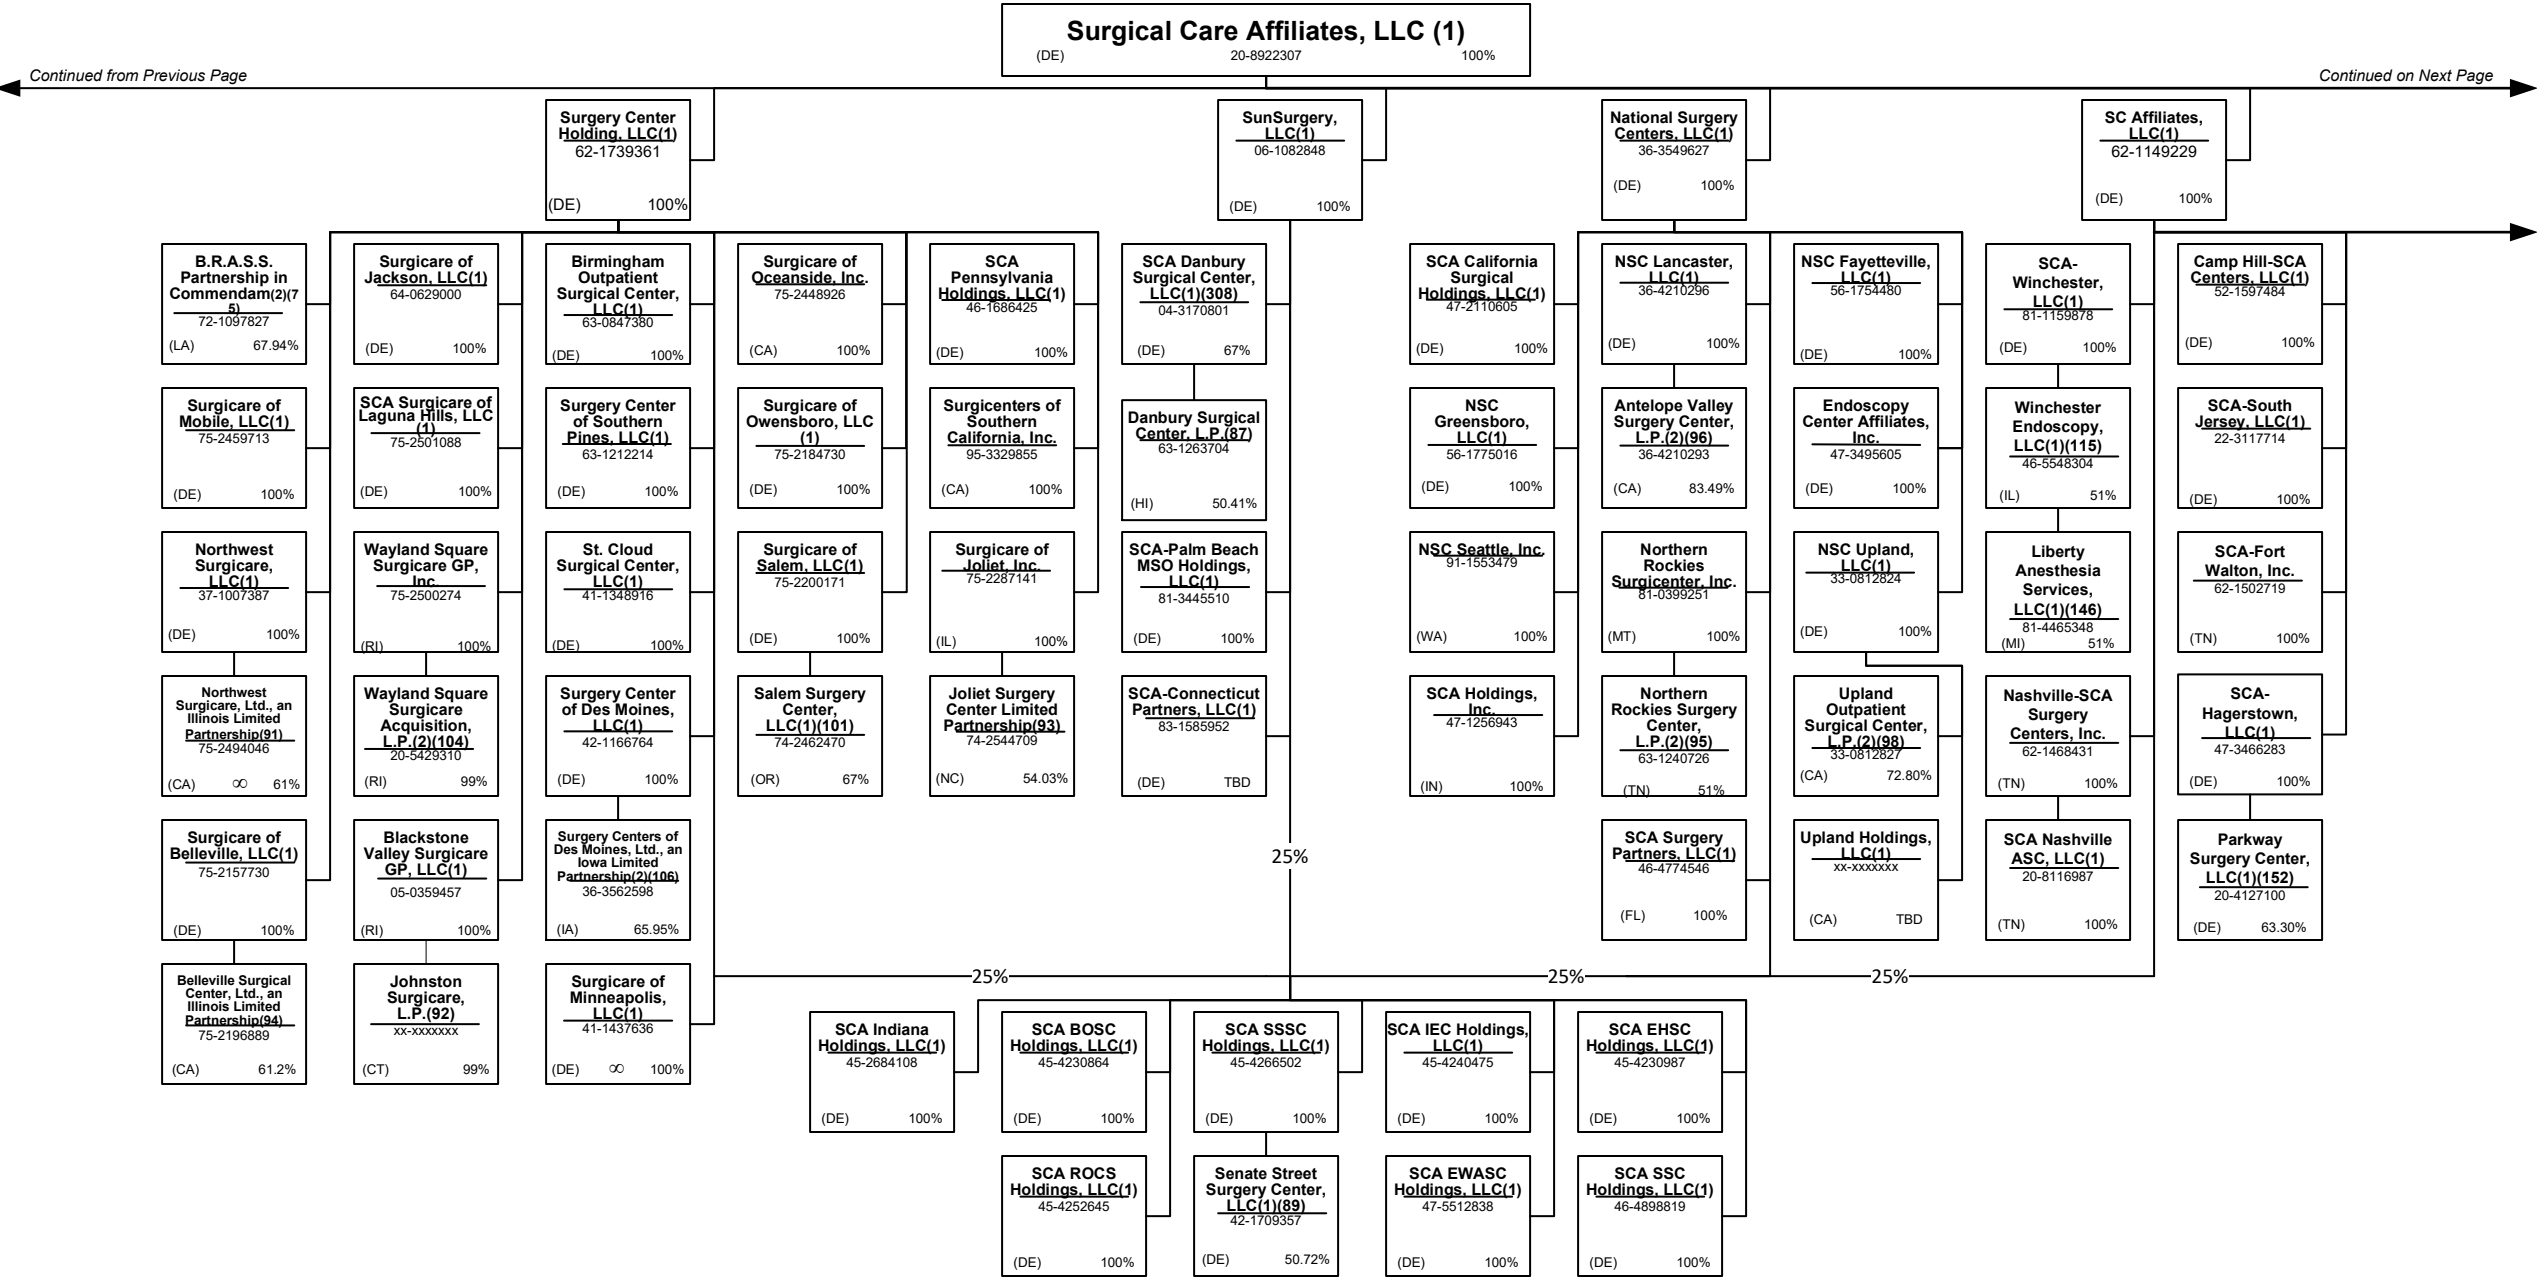 Surgical Care Affiliates, LLC (1)
(DE) 20-8922307 100%
Continued from Previous Page
Continued on Next Page
Surgery Center
Holding, LLC(1)
62-1739361
(DE) 100%
SunSurgery,
LLC(1)
06-1082848
(DE) 100%
National Surgery
Centers, LLC(1)
36-3549627
(DE) 100%
SC Affiliates,
LLC(1)
62-1149229
(DE) 100%
B.R.A.S.S.
Partnership in
Commendam(2)(7
5)
72-1097827
(LA) 67.94%
Surgicare of
Jackson, LLC(1)
64-0629000
(DE) 100%
Birmingham
Outpatient
Surgical Center,
LLC(1)
63-0847380
(DE) 100%
Surgicare of
Oceanside, Inc.
75-2448926
(CA) 100%
SCA
Pennsylvania
Holdings, LLC(1)
46-1686425
(DE) 100%
SCA Danbury
Surgical Center,
LLC(1)(308)
04-3170801
(DE) 67%
SCA California
Surgical
Holdings, LLC(1)
47-2110605
(DE) 100%
NSC Lancaster,
LLC(1)
36-4210296
(DE) 100%
NSC Fayetteville,
LLC(1)
56-1754480
(DE) 100%
SCA-
Winchester,
LLC(1)
81-1159878
(DE) 100%
Camp Hill-SCA
Centers, LLC(1)
52-1597484
(DE) 100%
Surgicare of
Mobile, LLC(1)
75-2459713
(DE) 100%
SCA Surgicare of
Laguna Hills, LLC
(1)
75-2501088
(DE) 100%
Surgery Center
of Southern
Pines, LLC(1)
63-1212214
(DE) 100%
Surgicare of
Owensboro, LLC
(1)
75-2184730
(DE) 100%
Surgicenters of
Southern
California, Inc.
95-3329855
(CA) 100%
Danbury Surgical
Center, L.P.(87)
63-1263704
(HI) 50.41%
NSC
Greensboro,
LLC(1)
56-1775016
(DE) 100%
Antelope Valley
Surgery Center,
L.P.(2)(96)
36-4210293
(CA) 83.49%
Endoscopy
Center Affiliates,
Inc.
47-3495605
(DE) 100%
Winchester
Endoscopy,
LLC(1)(115)
46-5548304
(IL) 51%
SCA-South
Jersey, LLC(1)
22-3117714
(DE) 100%
Northwest
Surgicare,
LLC(1)
37-1007387
(DE) 100%
Wayland Square
Surgicare GP,
Inc.
75-2500274
(RI) 100%
St. Cloud
Surgical Center,
LLC(1)
41-1348916
(DE) 100%
Surgicare of
Salem, LLC(1)
75-2200171
(DE) 100%
Surgicare of
Joliet, Inc.
75-2287141
(IL) 100%
SCA-Palm Beach
MSO Holdings,
LLC(1)
81-3445510
(DE) 100%
NSC Seattle, Inc.
91-1553479
(WA) 100%
Northern
Rockies
Surgicenter, Inc.
81-0399251
(MT) 100%
NSC Upland,
LLC(1)
33-0812824
(DE) 100%
Liberty
Anesthesia
Services,
LLC(1)(146)
81-4465348
(MI) 51%
SCA-Fort
Walton, Inc.
62-1502719
(TN) 100%
Northwest
Surgicare, Ltd., an
Illinois Limited
Partnership(91)
75-2494046
(CA) ∞ 61%
Wayland Square
Surgicare
Acquisition,
L.P.(2)(104)
20-5429310
(RI) 99%
Surgery Center
of Des Moines,
LLC(1)
42-1166764
(DE) 100%
Salem Surgery
Center,
LLC(1)(101)
74-2462470
(OR) 67%
Joliet Surgery
Center Limited
Partnership(93)
74-2544709
(NC) 54.03%
SCA-Connecticut
Partners, LLC(1)
83-1585952
(DE) TBD
SCA Holdings,
Inc.
47-1256943
(IN) 100%
Northern
Rockies Surgery
Center,
L.P.(2)(95)
63-1240726
(TN) 51%
Upland
Outpatient
Surgical Center,
L.P.(2)(98)
33-0812827
(CA) 72.80%
Nashville-SCA
Surgery
Centers, Inc.
62-1468431
(TN) 100%
SCA-
Hagerstown,
LLC(1)
47-3466283
(DE) 100%
Surgicare of
Belleville, LLC(1)
75-2157730
(DE) 100%
Blackstone
Valley Surgicare
GP, LLC(1)
05-0359457
(RI) 100%
Surgery Centers of
Des Moines, Ltd., an
Iowa Limited
Partnership(2)(106)
36-3562598
(IA) 65.95%
25%
SCA Surgery
Partners, LLC(1)
46-4774546
(FL) 100%
Upland Holdings,
LLC(1)
xx-xxxxxxx
(CA) TBD
SCA Nashville
ASC, LLC(1)
20-8116987
(TN) 100%
Parkway
Surgery Center,
LLC(1)(152)
20-4127100
(DE) 63.30%
Belleville Surgical
Center, Ltd., an
Illinois Limited
Partnership(94)
75-2196889
(CA) 61.2%
Johnston
Surgicare,
L.P.(92)
xx-xxxxxxx
(CT) 99%
Surgicare of
Minneapolis,
LLC(1)
41-1437636
(DE) ∞ 100%
25% 25% 25%
SCA Indiana
Holdings, LLC(1)
45-2684108
(DE) 100%
SCA BOSC
Holdings, LLC(1)
45-4230864
(DE) 100%
SCA SSSC
Holdings, LLC(1)
45-4266502
(DE) 100%
SCA IEC Holdings,
LLC(1)
45-4240475
(DE) 100%
SCA EHSC
Holdings, LLC(1)
45-4230987
(DE) 100%
SCA ROCS
Holdings, LLC(1)
45-4252645
(DE) 100%
Senate Street
Surgery Center,
LLC(1)(89)
42-1709357
(DE) 50.72%
SCA EWASC
Holdings, LLC(1)
47-5512838
(DE) 100%
SCA SSC
Holdings, LLC(1)
46-4898819
(DE) 100%